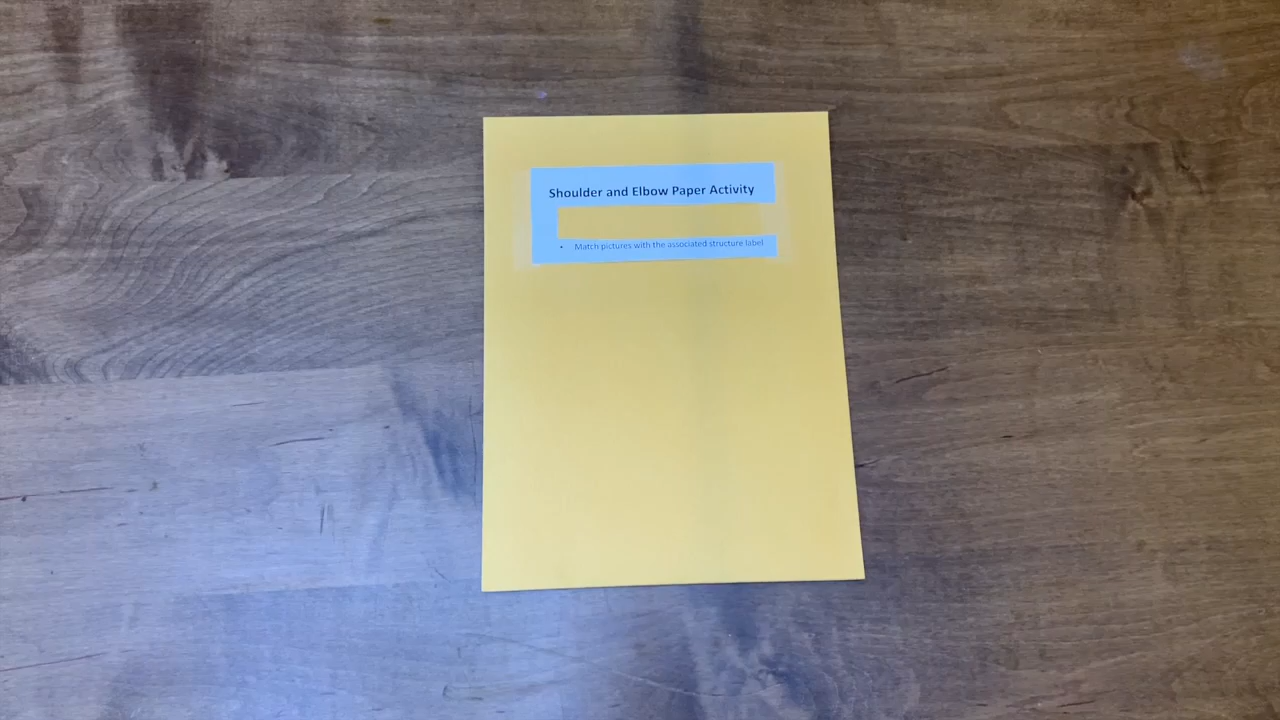 Shoulder and Elbow Paper Activity
• Match pictures with the associated structure label